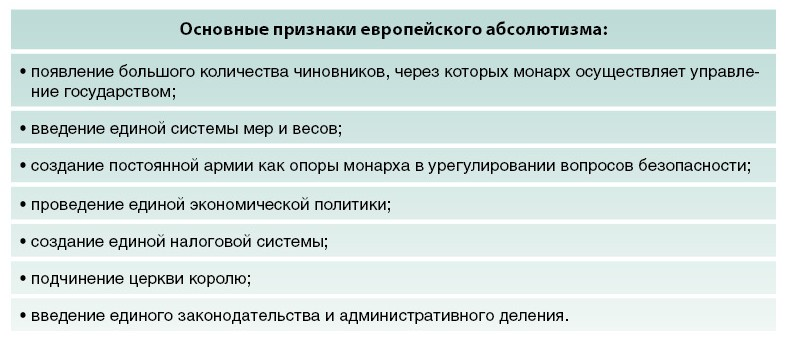 Основные признаки европейского абсолютизма:
• появление большого количества чиновников, через которых монарх осуществляет управле-
ние государством;
• введение единой системы мер и весов;
• создание постоянной армии как опоры монарха в урегулировании вопросов безопасности;
• проведение единой экономической политики;
• создание единой налоговой системы;
• подчинение церкви королю;
• введение единого законодательства и административного деления.